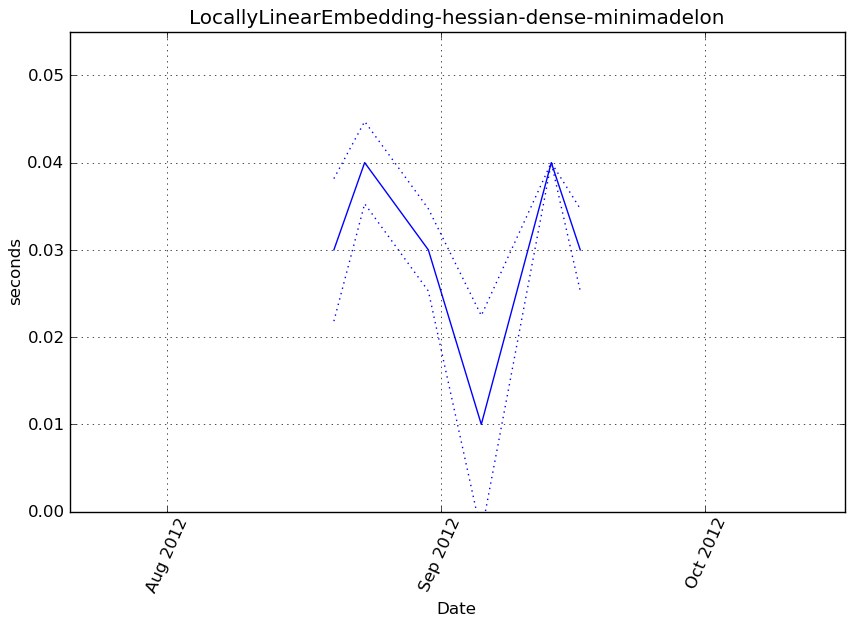 LocallyLinearEmbedding-hessian-dense-minimadelon
0.05
0.04
0.03
0.02
0.01
0.00
seconds
Aug 2012
Sep 2012
Oct 2012
Date